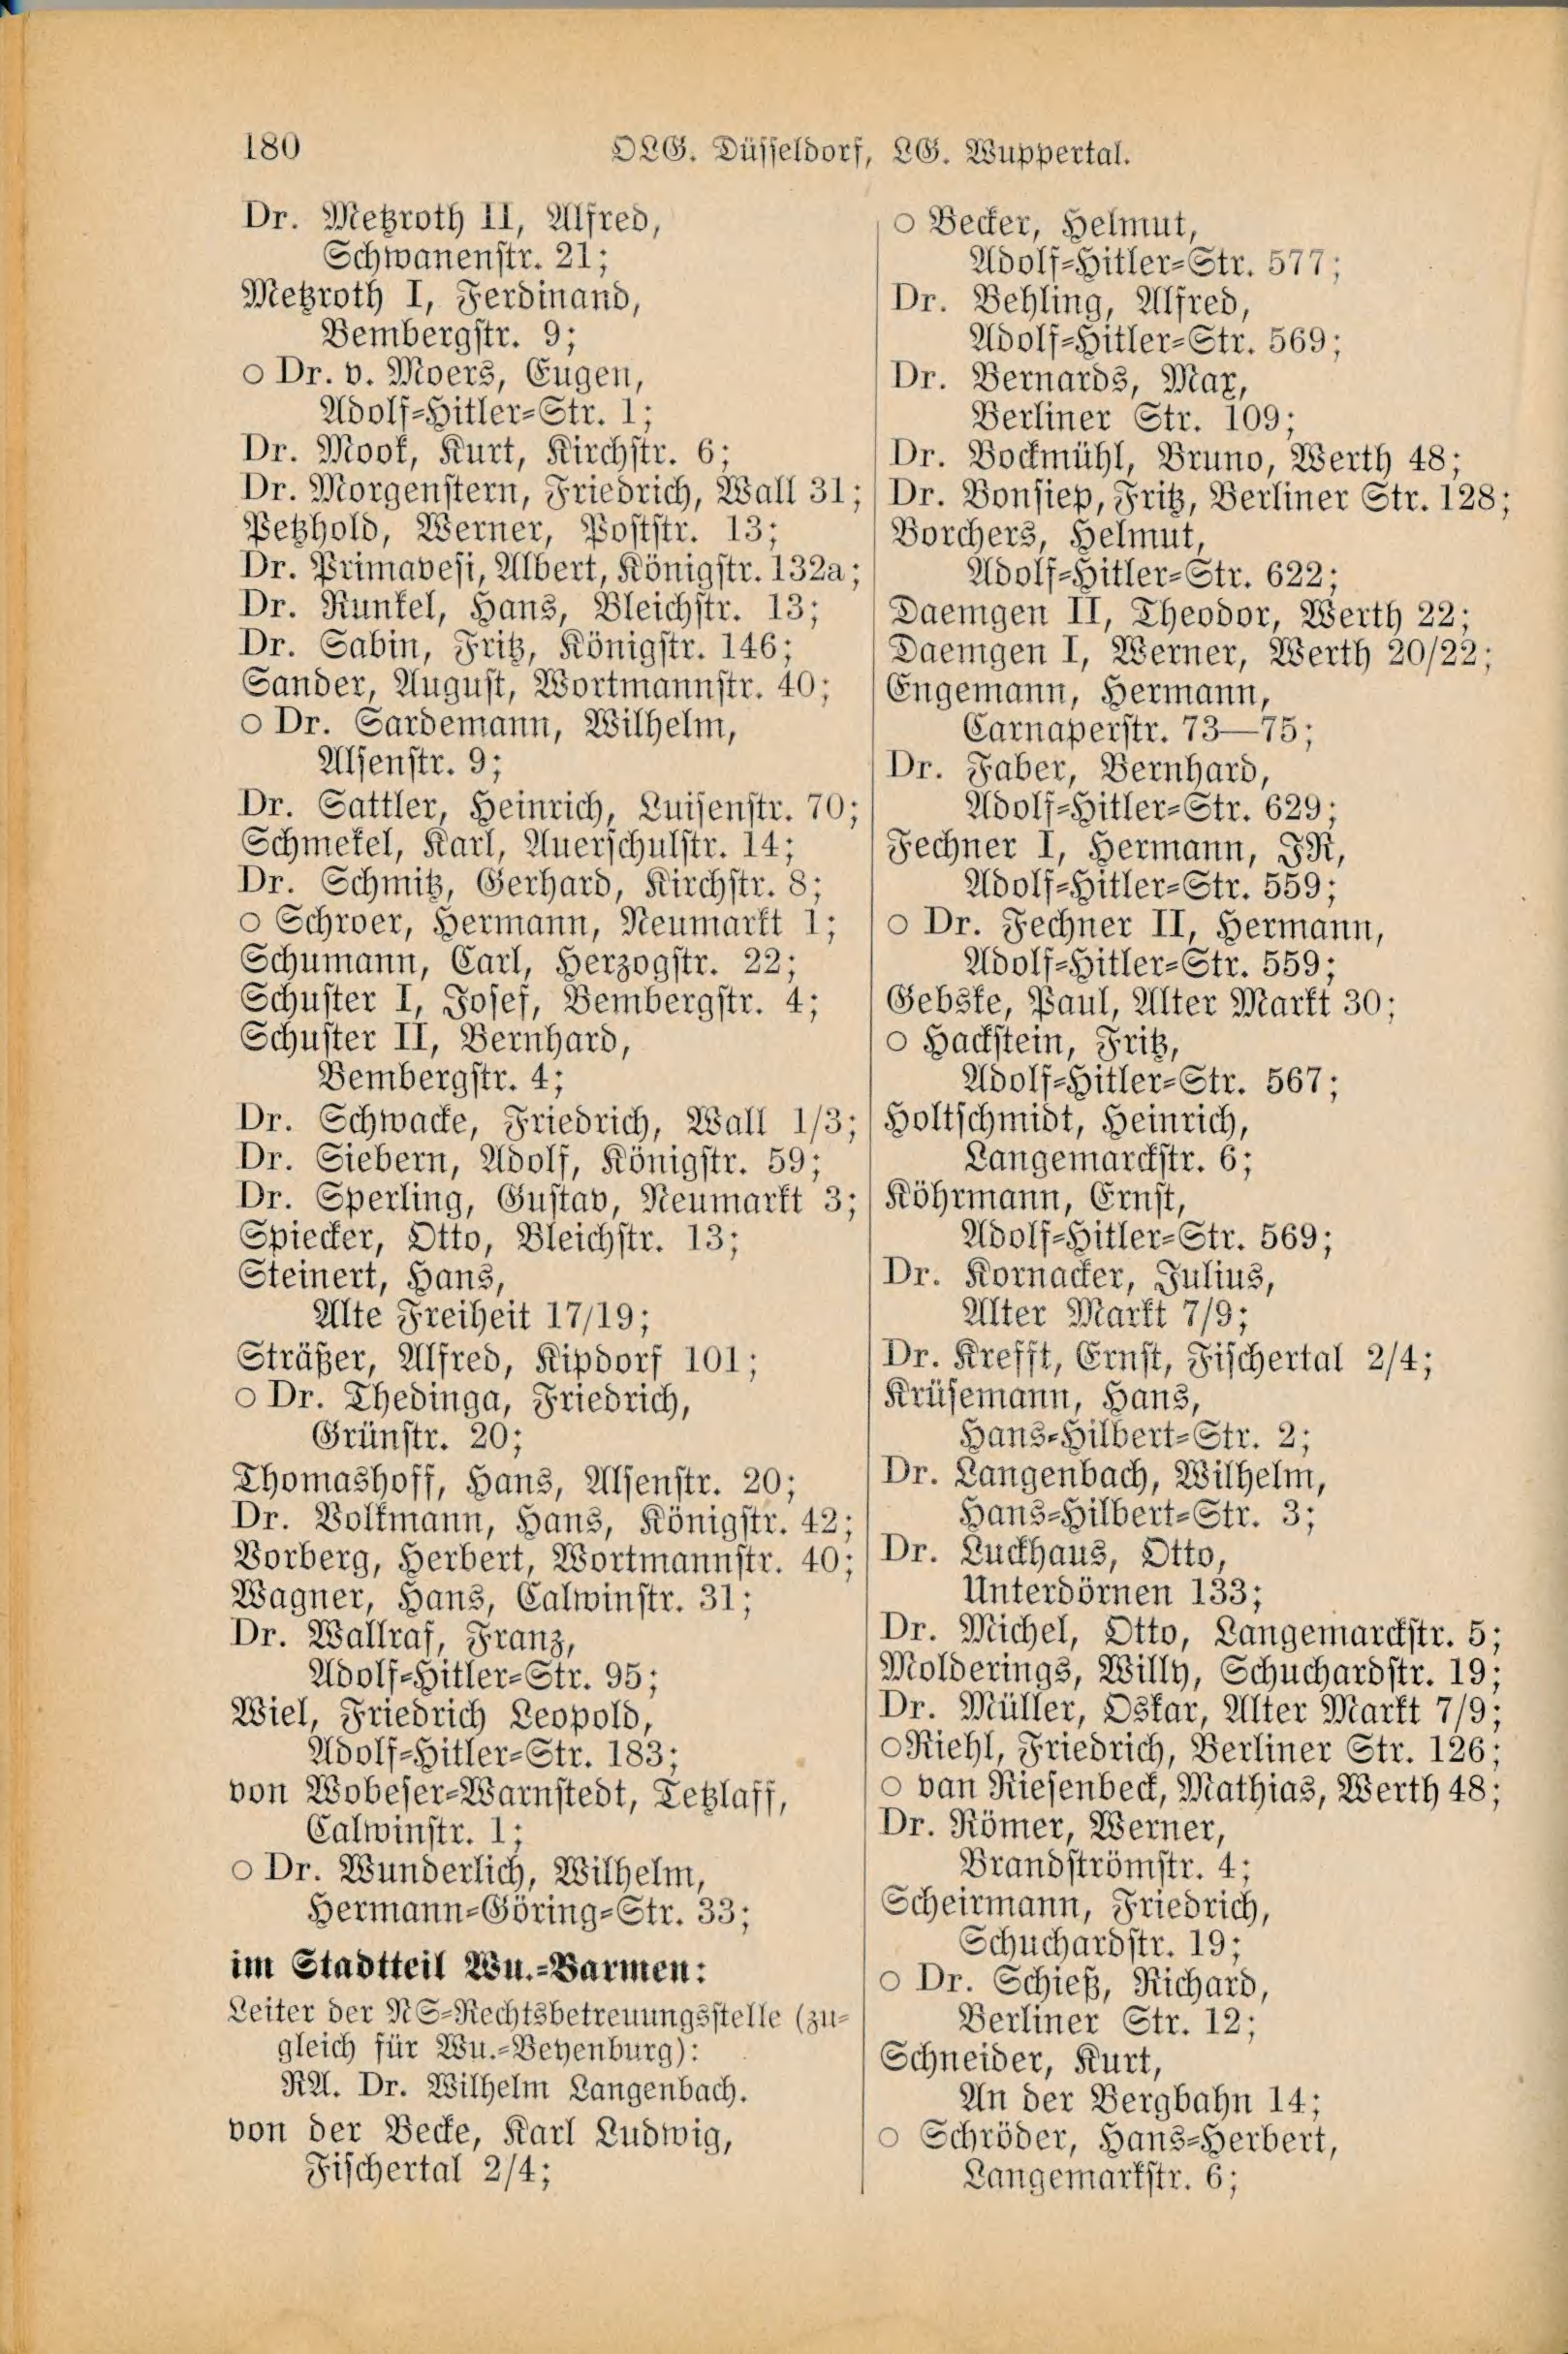 180
OLG. Düsseldorf, LG. Wuppertal.
Dr. Metzroth II, Alfred,
Schwanenstr. 21;
Metzroth I, Ferdinand,
Bembergstr. 9;
○ Dr. v. Moers, Eugen,
Adolf-Hitler-Str. 1;
Dr. Mook, Kurt, Kirchstr. 6;
Dr. Morgenstern, Friedrich, Wall 31;
Petzhold, Werner, Poststr. 13;
Dr. Primavesi, Albert, Königstr. 132a;
Dr. Runkel, Hans, Bleichstr. 13;
Dr. Sabin, Fritz, Königstr. 146;
Sander, August, Wortmannstr. 40;
○ Dr. Sardemann, Wilhelm,
Alsenstr. 9;
Dr. Sattler, Heinrich, Luisenstr. 70;
Schmekel, Karl, Auerschulstr. 14;
Dr. Schmitz, Gerhard, Kirchstr. 8;
○ Schroer, Hermann, Neumarkt 1;
Schumann, Carl, Herzogstr. 22;
Schuster I, Josef, Bembergstr. 4;
Schuster II, Bernhard,
Bembergstr. 4;
Dr. Schwacke, Friedrich, Wall 1/3;
Dr. Siebern, Adolf, Königstr. 59;
Dr. Sperling, Gustav, Neumarkt 3;
Spiecker, Otto, Bleichstr. 13;
Steinert, Hans,
Alte Freiheit 17/19;
Sträßer, Alfred, Kipdorf 101;
○ Dr. Thedinga, Friedrich,
Grünstr. 20;
Thomashoff, Hans, Alsenstr. 20;
Dr. Volkmann, Hans, Königstr. 42;
Vorberg, Herbert, Wortmannstr. 40;
Wagner, Hans, Calwinstr. 31;
Dr. Wallraf, Franz,
Adolf-Hitler-Str. 95;
Wiel, Friedrich Leopold,
Adolf-Hitler-Str. 183;
von Wobeser-Warnstedt, Tetzlaff,
Calwinstr. 1;
○ Dr. Wunderlich, Wilhelm,
Hermann-Göring-Str. 33;
im Stadtteil Wu.-Barmen:
Leiter der NS-Rechtsbetreuungsstelle (zu-
gleich für Wu.-Beyenburg):
RA. Dr. Wilhelm Langenbach.
von der Becke, Karl Ludwig,
Fischertal 2/4;
○ Becker, Helmut,
Adolf-Hitler-Str. 577;
Dr. Behling, Alfred,
Adolf-Hitler-Str. 569;
Dr. Bernards, Max,
Berliner Str. 109;
Dr. Bockmühl, Bruno, Werth 48;
Dr. Bonsiep, Fritz, Berliner Str. 128;
Borchers, Helmut,
Adolf-Hitler-Str. 622;
Daemgen II, Theodor, Werth 22;
Daemgen I, Werner, Werth 20/22;
Engemann, Hermann,
Carnaperstr. 73—75;
Dr. Faber, Bernhard,
Adolf-Hitler-Str. 629;
Fechner I, Hermann, JR,
Adolf-Hitler-Str. 559;
○ Dr. Fechner II, Hermann,
Adolf-Hitler-Str. 559;
Gebske, Paul, Alter Markt 30;
○ Hackstein, Fritz,
Adolf-Hitler-Str. 567;
Holtschmidt, Heinrich,
Langemarckstr. 6;
Köhrmann, Ernst,
Adolf-Hitler-Str. 569;
Dr. Kornacker, Julius,
Alter Markt 7/9;
Dr. Krefft, Ernst, Fischertal 2/4;
Krüsemann, Hans,
Hans-Hilbert-Str. 2;
Dr. Langenbach, Wilhelm,
Hans-Hilbert-Str. 3;
Dr. Luckhaus, Otto,
Unterdörnen 133;
Dr. Michel, Otto, Langemarckstr. 5;
Molderings, Willy, Schuchardstr. 19;
Dr. Müller, Oskar, Alter Markt 7/9;
○Riehl, Friedrich, Berliner Str. 126;
○ van Riesenbeck, Mathias, Werth 48;
Dr. Römer, Werner,
Brandströmstr. 4;
Scheirmann, Friedrich,
Schuchardstr. 19;
○ Dr. Schieß, Richard,
Berliner Str. 12;
Schneider, Kurt,
An der Bergbahn 14;
○ Schröder, Hans-Herbert,
Langemarkstr. 6;